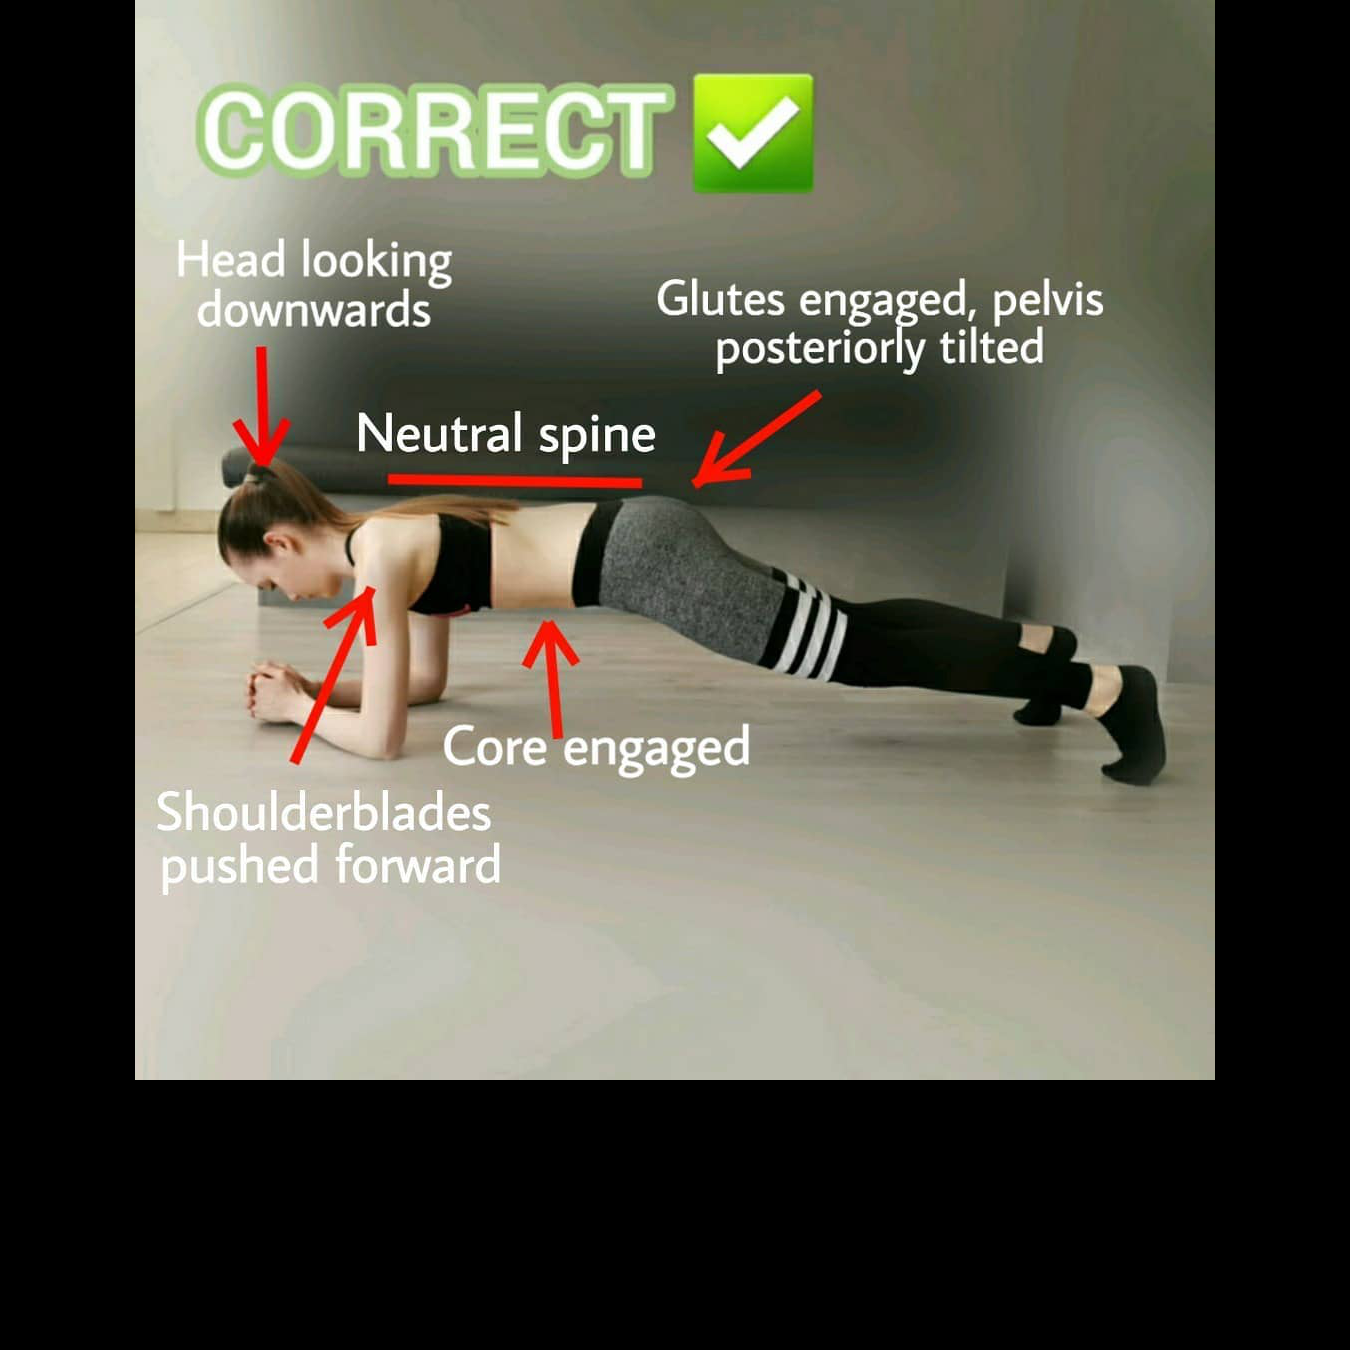 CORRECT ✅
Head looking
downwards
Glutes engaged, pelvis
posteriorly tilted
Neutral spine
Core engaged
Shoulderblades
pushed forward